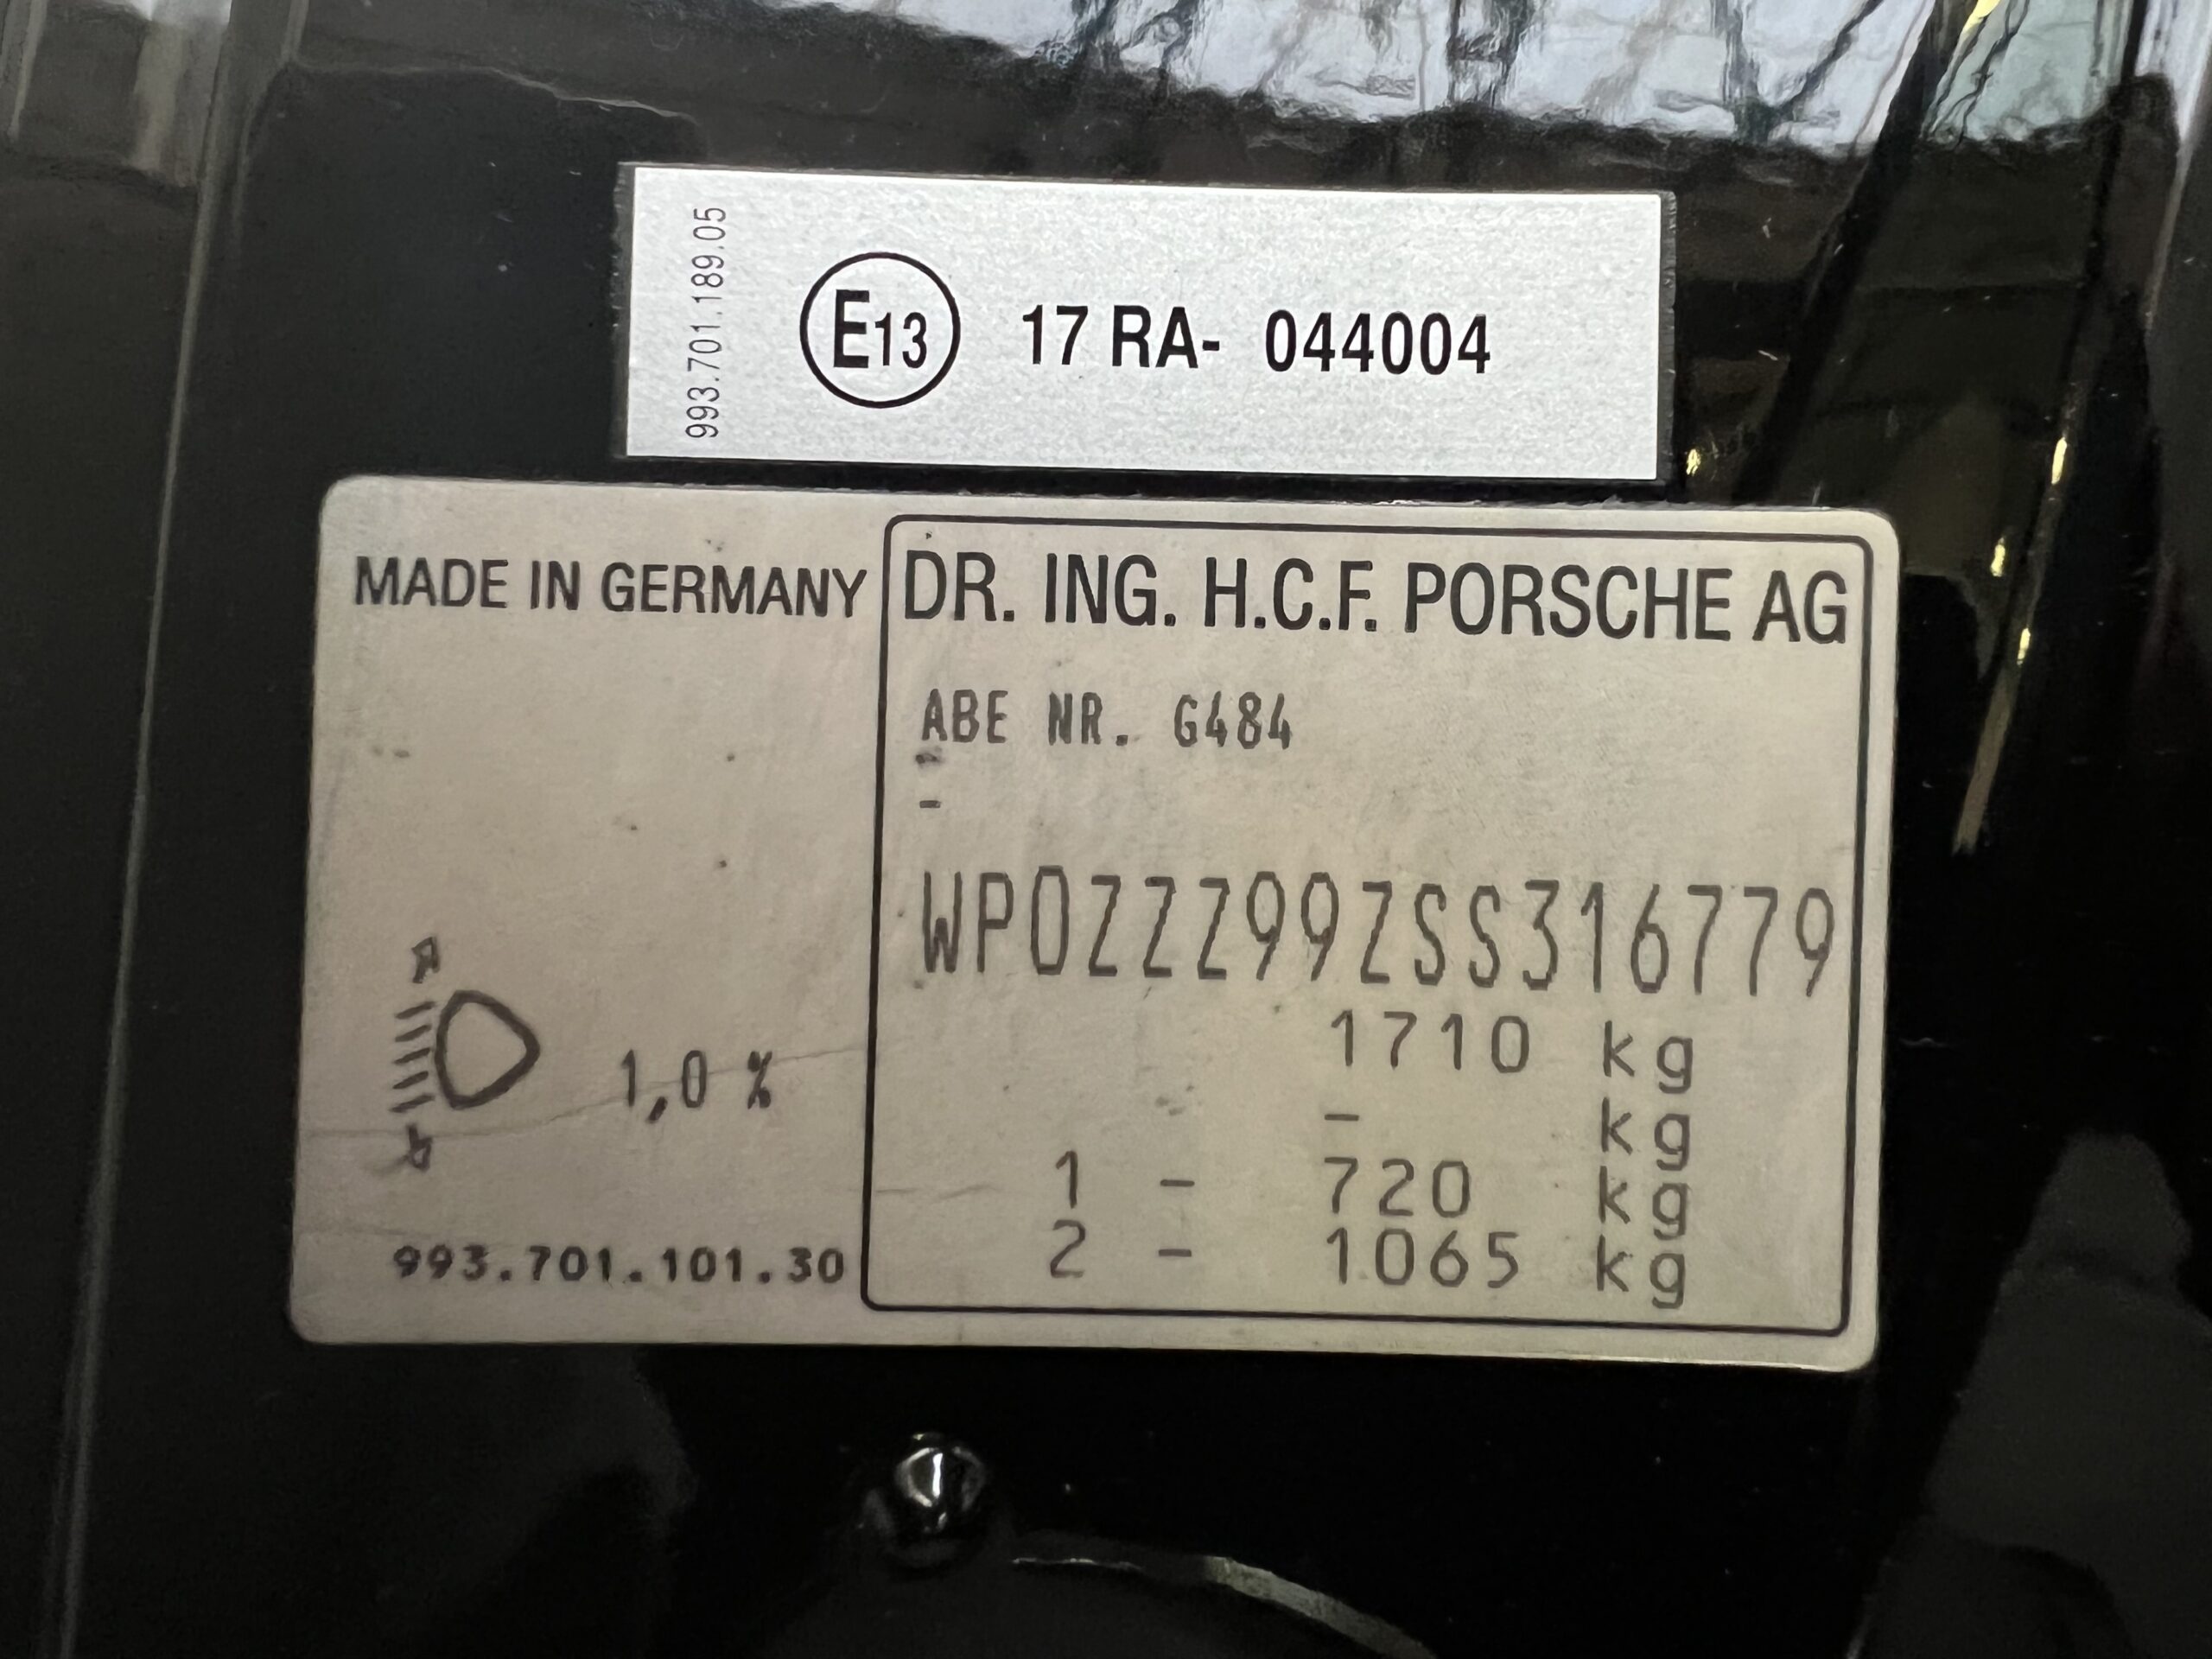 993.701.189.05
E13 17 RA- 044004
MADE IN GERMANY
DR. ING. H.C.F. PORSCHE AG
ABE NR. G484
-
WP0ZZZ99ZSS316779
1710 kg
- kg
1 - 720 kg
2 - 1065 kg
1,0 %
993.701.101.30